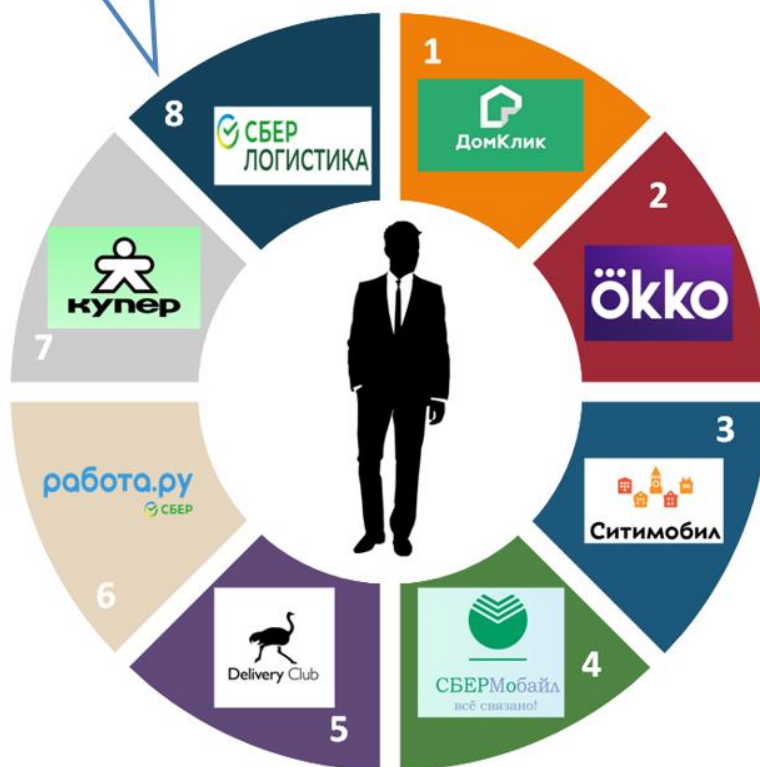 1
ДомКлик
2
ökko
3
Ситимобил
4
СБЕРМобайл
всё связано!
5
Delivery Club
6
работа.ру
СБЕР
7
купер
8
СБЕР
ЛОГИСТИКА